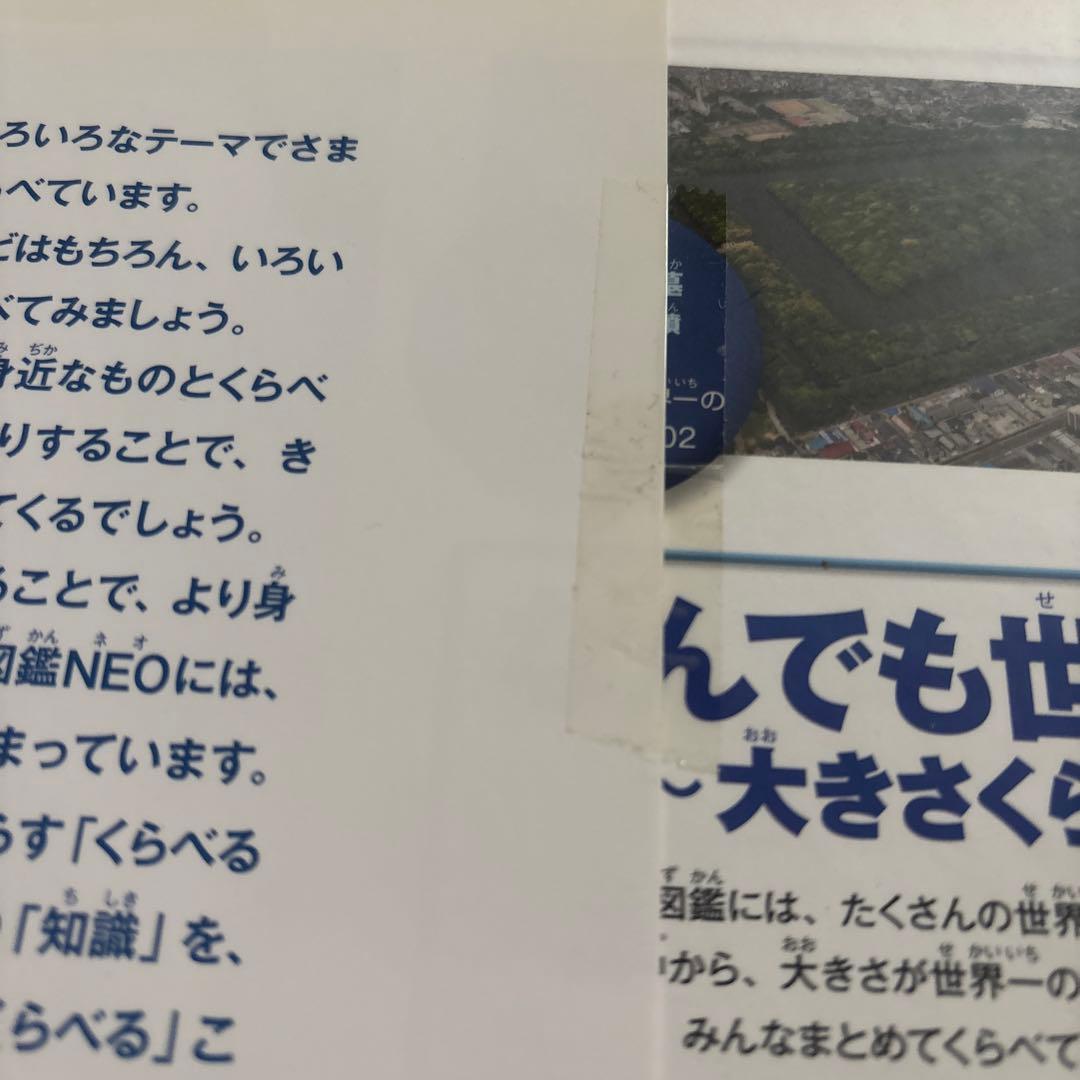 ろいろなテーマでさま
べています。
はもちろん、いろい
べてみましょう。
身近なものとくらべ
りすることで、き
てくるでしょう。
ることで、より身
図鑑NEOには、
まっています。
らす「くらべる
「知識」を、
くらべる」こ
界一の
02
んでも世
大きさくら
図鑑には、たくさんの世界
から、大きさが世界一の
みんなまとめてくらべて